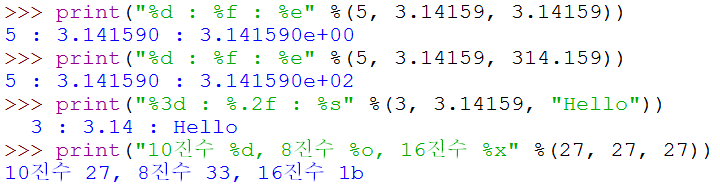 >>> print("%d : %f : %e" %(5, 3.14159, 3.14159))
5 : 3.141590 : 3.141590e+00
>>> print("%d : %f : %e" %(5, 3.14159, 314.159))
5 : 3.141590 : 3.141590e+02
>>> print("%3d : %.2f : %s" %(3, 3.14159, "Hello"))
  3 : 3.14 : Hello
>>> print("10진수 %d, 8진수 %o, 16진수 %x" %(27, 27, 27))
10진수 27, 8진수 33, 16진수 1b